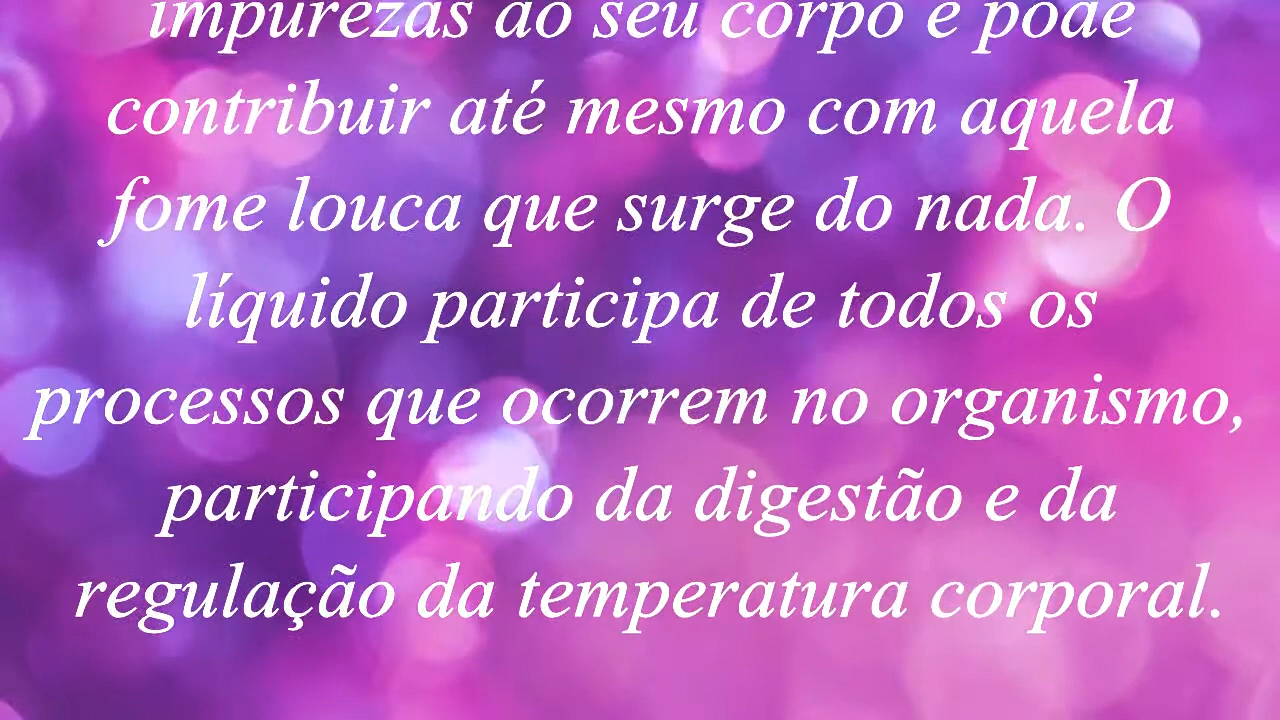 impurezas ao seu corpo e pode
contribuir até mesmo com aquela
fome louca que surge do nada. O
líquido participa de todos os
processos que ocorrem no organismo,
participando da digestão e da
regulação da temperatura corporal.